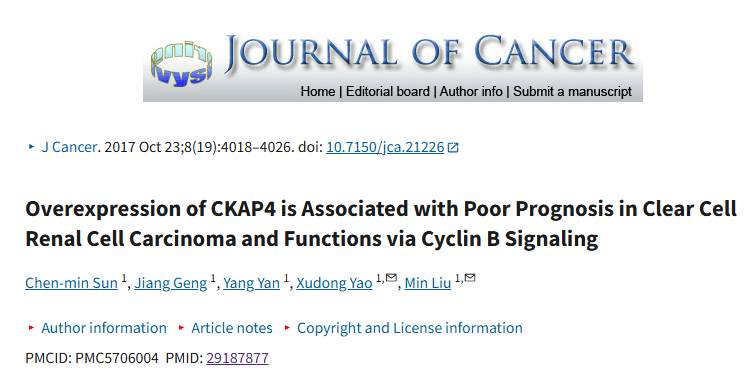 JOURNAL OF CANCER
Home | Editorial board | Author info | Submit a manuscript
J Cancer. 2017 Oct 23;8(19):4018–4026. doi: 10.7150/jca.21226
Overexpression of CKAP4 is Associated with Poor Prognosis in Clear Cell
Renal Cell Carcinoma and Functions via Cyclin B Signaling
Chen-min Sun 1, Jiang Geng 1, Yang Yan 1, Xudong Yao 1,✉, Min Liu 1,✉
Author information Article notes Copyright and License information
PMCID: PMC5706004 PMID: 29187877